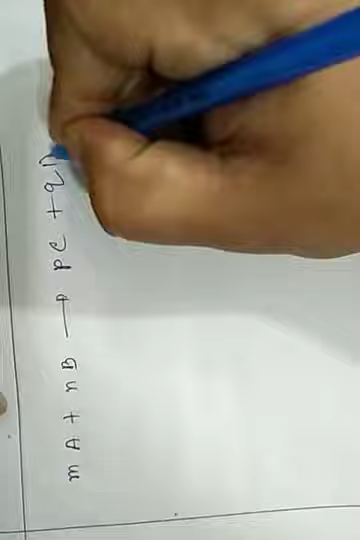 mA + nB → pC + qD